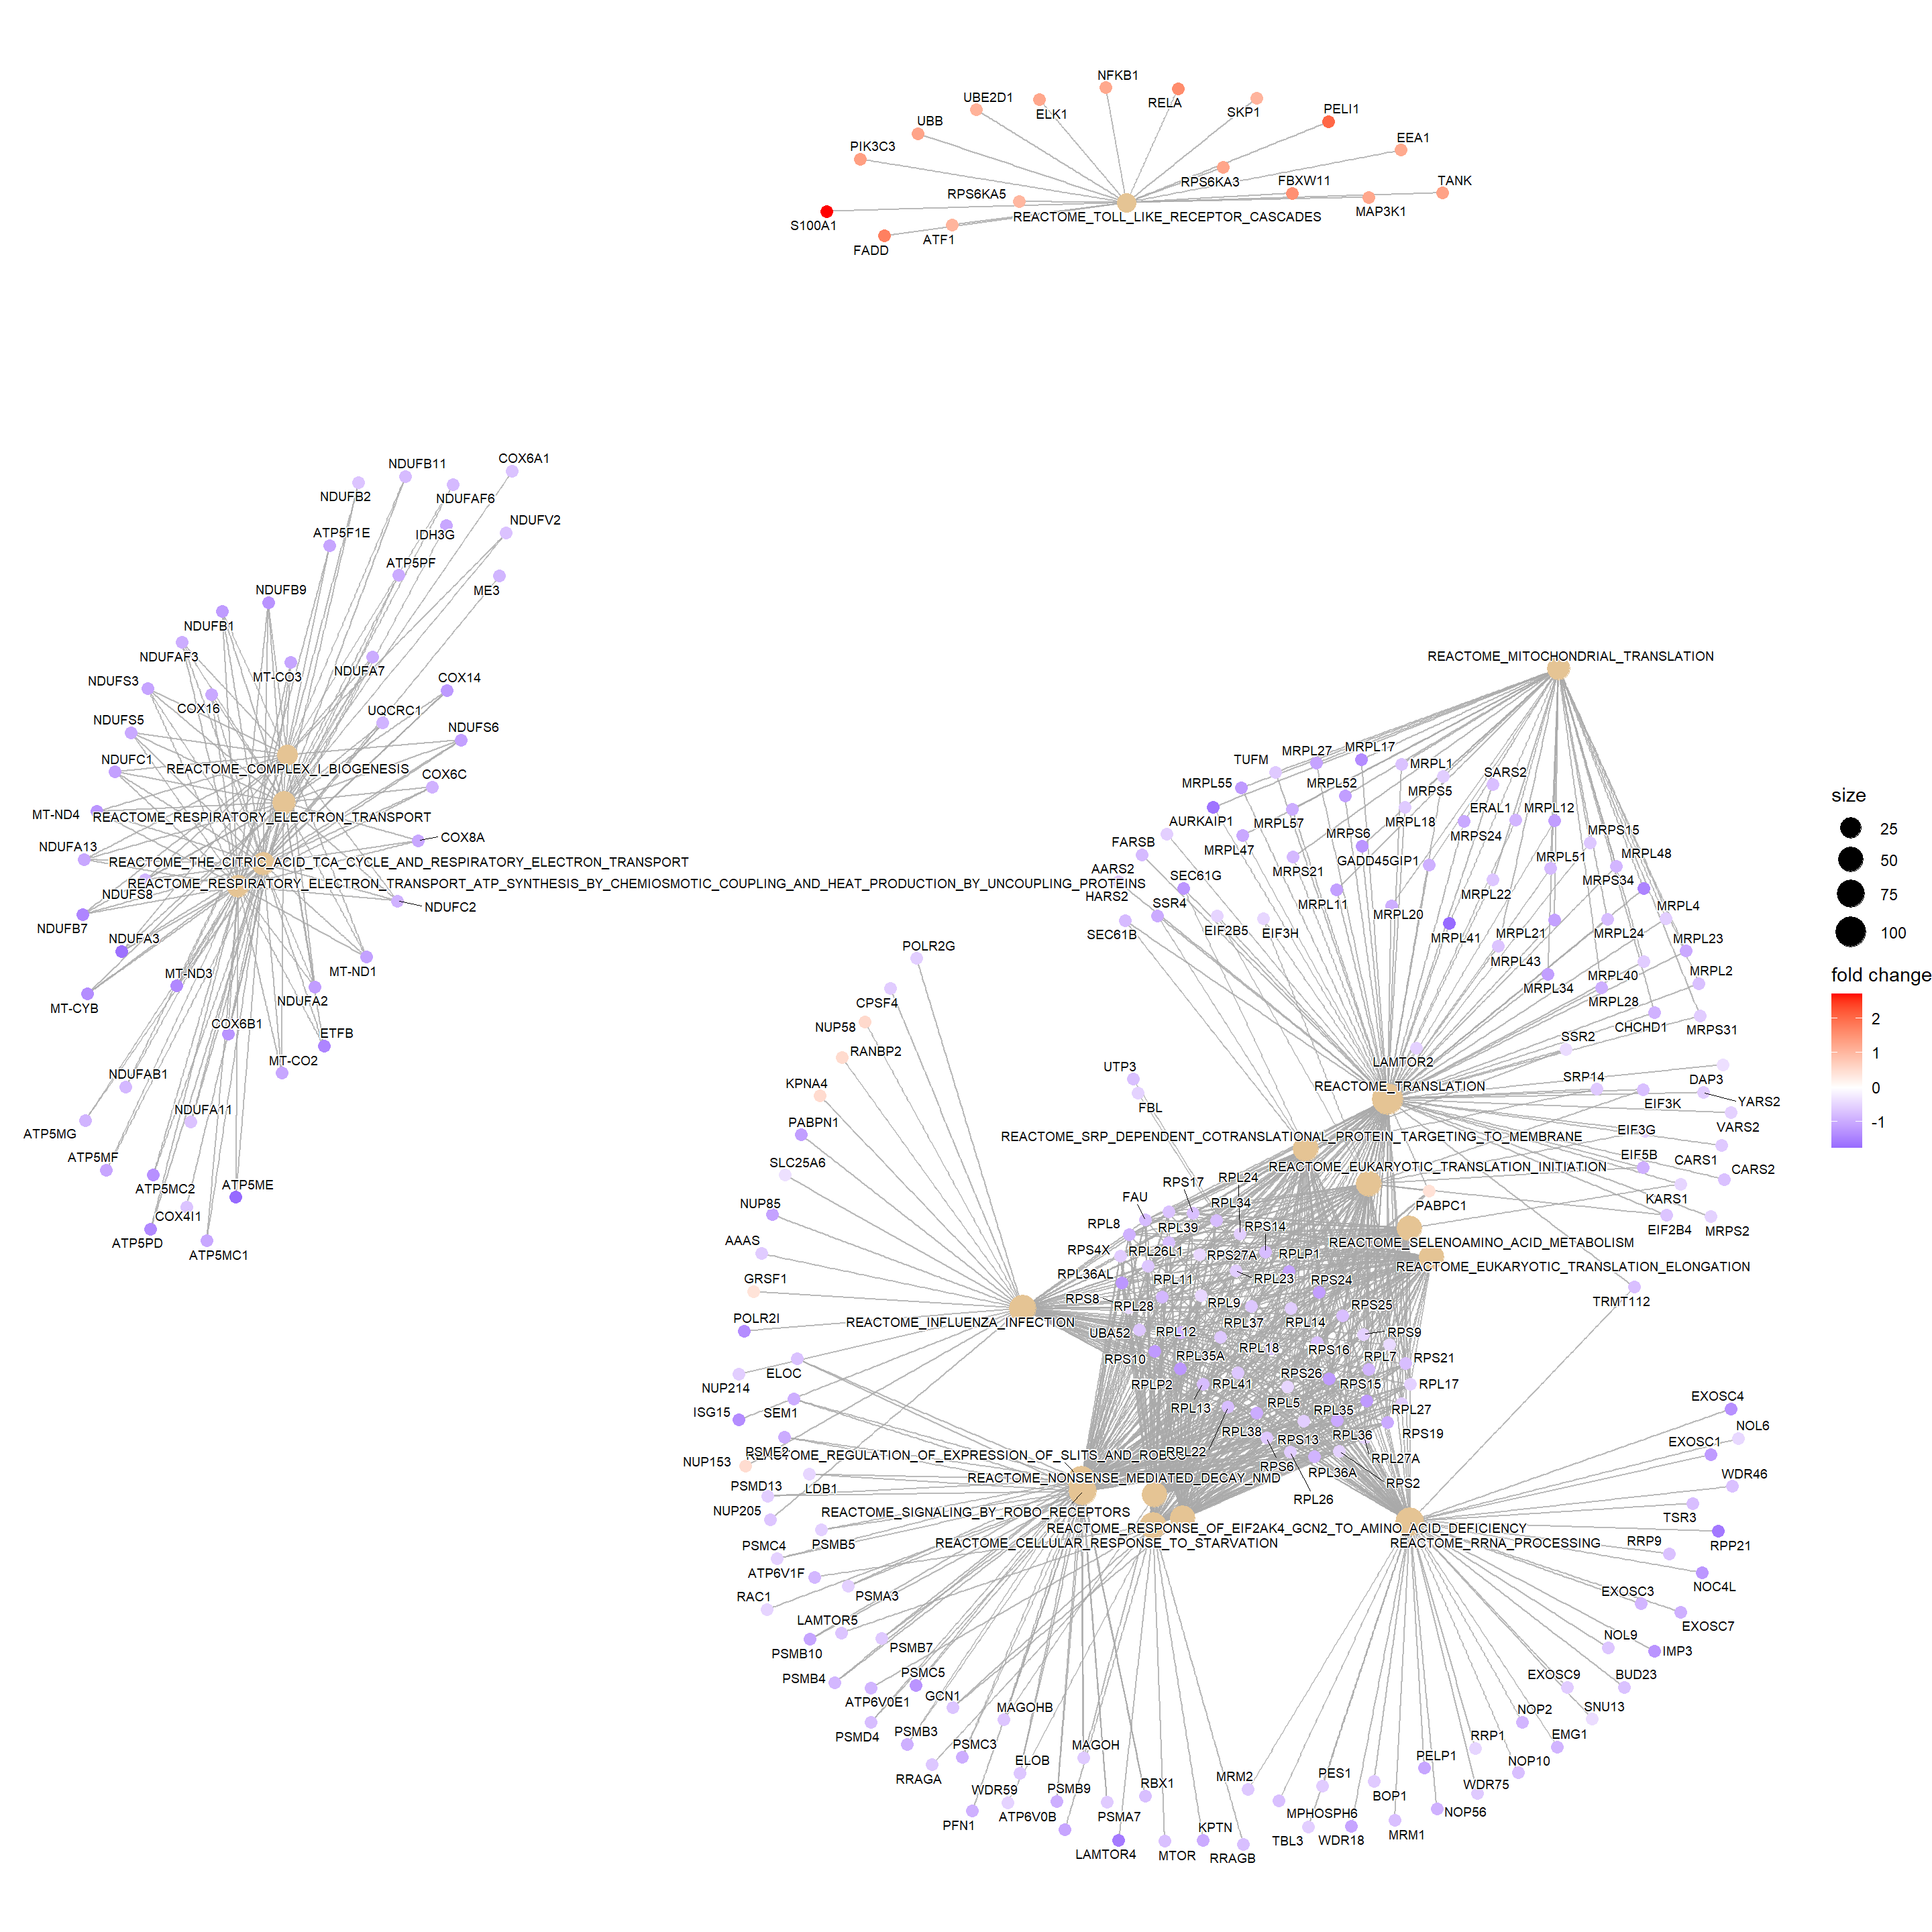 NFKB1
UBE2D1
ELK1
RELA
SKP1
PELI1
UBB
EEA1
PIK3C3
RPS6KA3
FBXW11
TANK
RPS6KA5
MAP3K1
REACTOME_TOLL_LIKE_RECEPTOR_CASCADES
S100A1
ATF1
FADD
COX6A1
NDUFB11
NDUFB2
NDUFAF6
NDUFV2
ATP5F1E
IDH3G
ATP5PF
ME3
NDUFB9
NDUFB1
NDUFAF3
MT-CO3
NDUFA7
NDUFS3
COX14
COX16
UQCRC1
NDUFS5
NDUFS6
NDUFC1
REACTOME_COMPLEX_I_BIOGENESIS
COX6C
MT-ND4
REACTOME_RESPIRATORY_ELECTRON_TRANSPORT
COX8A
NDUFA13
REACTOME_THE_CITRIC_ACID_TCA_CYCLE_AND_RESPIRATORY_ELECTRON_TRANSPORT
REACTOME_RESPIRATORY_ELECTRON_TRANSPORT_ATP_SYNTHESIS_BY_CHEMIOSMOTIC_COUPLING_AND_HEAT_PRODUCTION_BY_UNCOUPLING_PROTEINS
NDUFS8
NDUFC2
NDUFB7
NDUFA3
MT-ND3
MT-ND1
MT-CYB
NDUFA2
COX6B1
ETFB
MT-CO2
NDUFAB1
NDUFA11
ATP5MG
ATP5MF
ATP5MC2
ATP5ME
COX4I1
ATP5PD
ATP5MC1
REACTOME_MITOCHONDRIAL_TRANSLATION
MRPL27
MRPL17
TUFM
MRPL1
SARS2
MRPL55
MRPL52
MRPS5
ERAL1
MRPL12
AURKAIP1
MRPL57
MRPS6
MRPL18
MRPS24
MRPS15
FARSB
MRPL47
GADD45GIP1
MRPL51
MRPL48
AARS2
SEC61G
MRPS21
MRPL22
MRPS34
HARS2
SSR4
MRPL11
MRPL20
MRPL4
SEC61B
EIF2B5
EIF3H
MRPL41
MRPL21
MRPL24
MRPL23
MRPL43
MRPL40
MRPL2
MRPL34
MRPL28
CHCHD1
MRPS31
SSR2
LAMTOR2
REACTOME_TRANSLATION
SRP14
DAP3
YARS2
EIF3K
VARS2
EIF3G
EIF5B
CARS1
CARS2
KARS1
EIF2B4
MRPS2
UTP3
FBL
REACTOME_SRP_DEPENDENT_COTRANSLATIONAL_PROTEIN_TARGETING_TO_MEMBRANE
REACTOME_EUKARYOTIC_TRANSLATION_INITIATION
PABPC1
REACTOME_SELENOAMINO_ACID_METABOLISM
REACTOME_EUKARYOTIC_TRANSLATION_ELONGATION
TRMT112
POLR2G
CPSF4
NUP58
RANBP2
KPNA4
PABPN1
SLC25A6
NUP85
AAAS
GRSF1
REACTOME_INFLUENZA_INFECTION
POLR2I
ELOC
NUP214
ISG15
SEM1
RPL24
RPS17
FAU
RPL34
RPL8
RPL39
RPS14
RPS4X
RPL26L1
RPS27A
RPLP1
RPL36AL
RPL11
RPL23
RPS24
RPS8
RPL28
RPL9
RPS25
UBA52
RPL12
RPL37
RPL14
RPS9
RPS10
RPL35A
RPL18
RPS16
RPL7
RPS21
RPLP2
RPL41
RPS26
RPS15
RPL17
RPL13
RPL5
RPL35
RPL27
RPL38
RPS13
RPL36
RPS19
RPL22
RPS6
RPL36A
RPL27A
RPS2
RPL26
PSME2
NUP153
REACTOME_REGULATION_OF_EXPRESSION_OF_SLITS_AND_ROBOS
REACTOME_NONSENSE_MEDIATED_DECAY_NMD
PSMD13
LDB1
NUP205
REACTOME_SIGNALING_BY_ROBO_RECEPTORS
REACTOME_RESPONSE_OF_EIF2AK4_GCN2_TO_AMINO_ACID_DEFICIENCY
REACTOME_CELLULAR_RESPONSE_TO_STARVATION
REACTOME_RRNA_PROCESSING
PSMC4
PSMB5
ATP6V1F
RAC1
PSMA3
LAMTOR5
PSMB10
PSMB7
PSMB4
PSMC5
ATP6V0E1
GCN1
MAGOHB
PSMD4
PSMB3
PSMC3
MAGOH
RRAGA
ELOB
WDR59
PSMB9
RBX1
PFN1
ATP6V0B
PSMA7
LAMTOR4
MTOR
KPTN
RRAGB
EXOSC4
NOL6
EXOSC1
WDR46
TSR3
RRP9
RPP21
EXOSC3
NOC4L
EXOSC7
NOL9
IMP3
EXOSC9
BUD23
NOP2
SNU13
RRP1
EMG1
PELP1
NOP10
MRM2
PES1
WDR75
BOP1
MPHOSPH6
NOP56
TBL3
WDR18
MRM1
size
25
50
75
100
fold change
2
1
0
-1